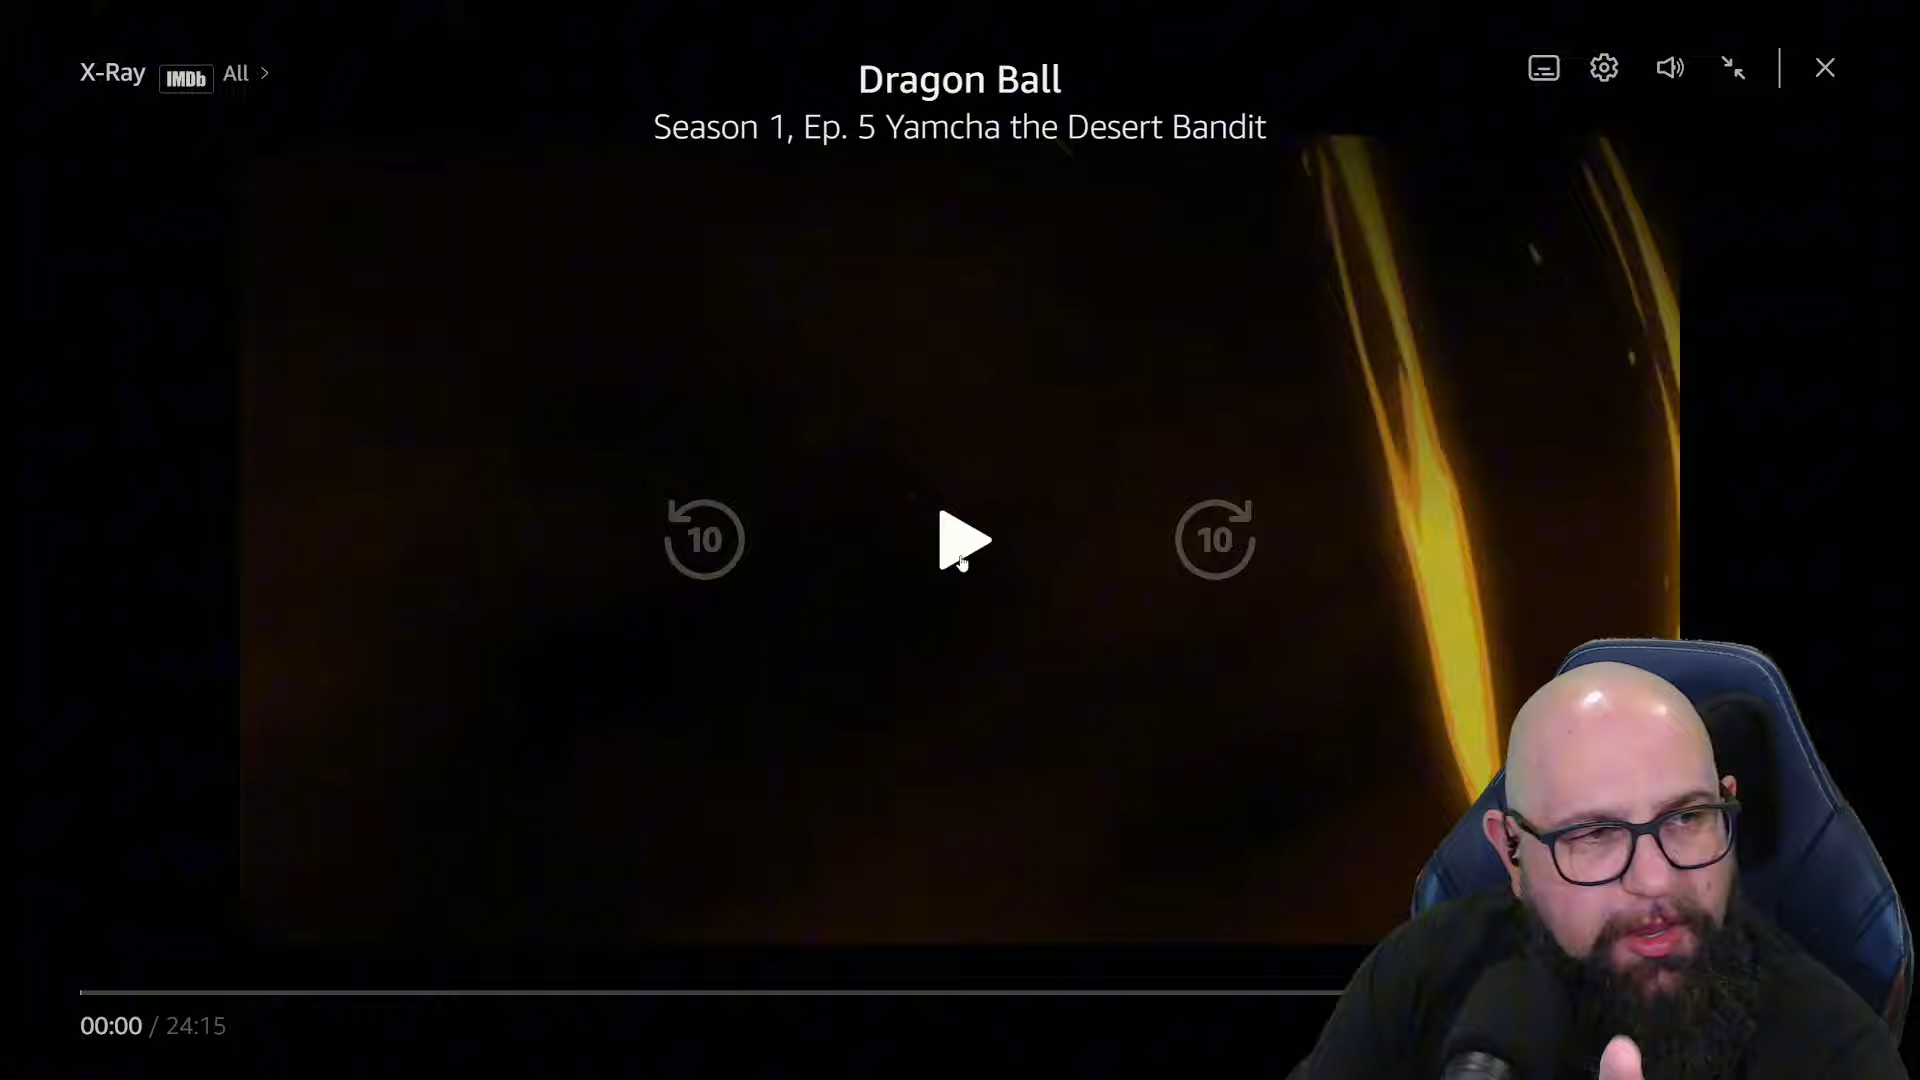 X-Ray IMDb All
Dragon Ball
Season 1, Ep. 5 Yamcha the Desert Bandit
10
10
00:00 / 24:15